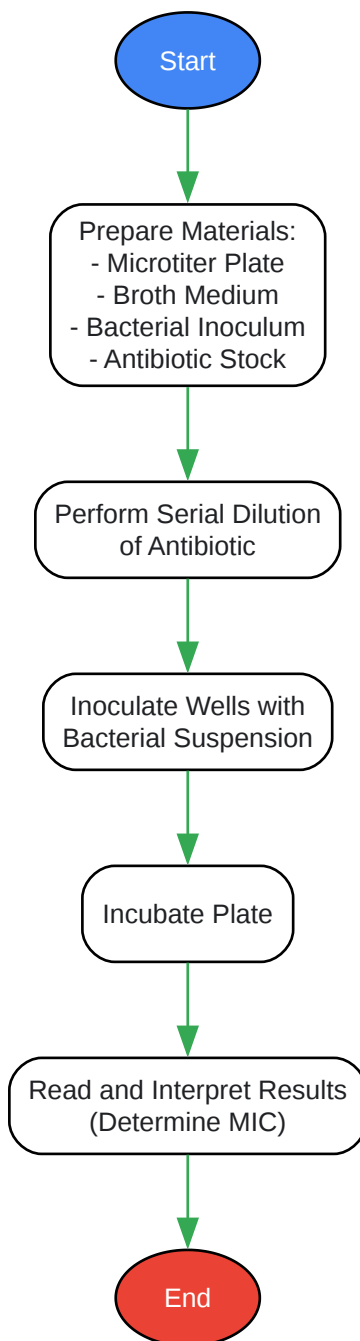 Start
Prepare Materials:
- Microtiter Plate
- Broth Medium
- Bacterial Inoculum
- Antibiotic Stock
Perform Serial Dilution
of Antibiotic
Inoculate Wells with
Bacterial Suspension
Incubate Plate
Read and Interpret Results
(Determine MIC)
End